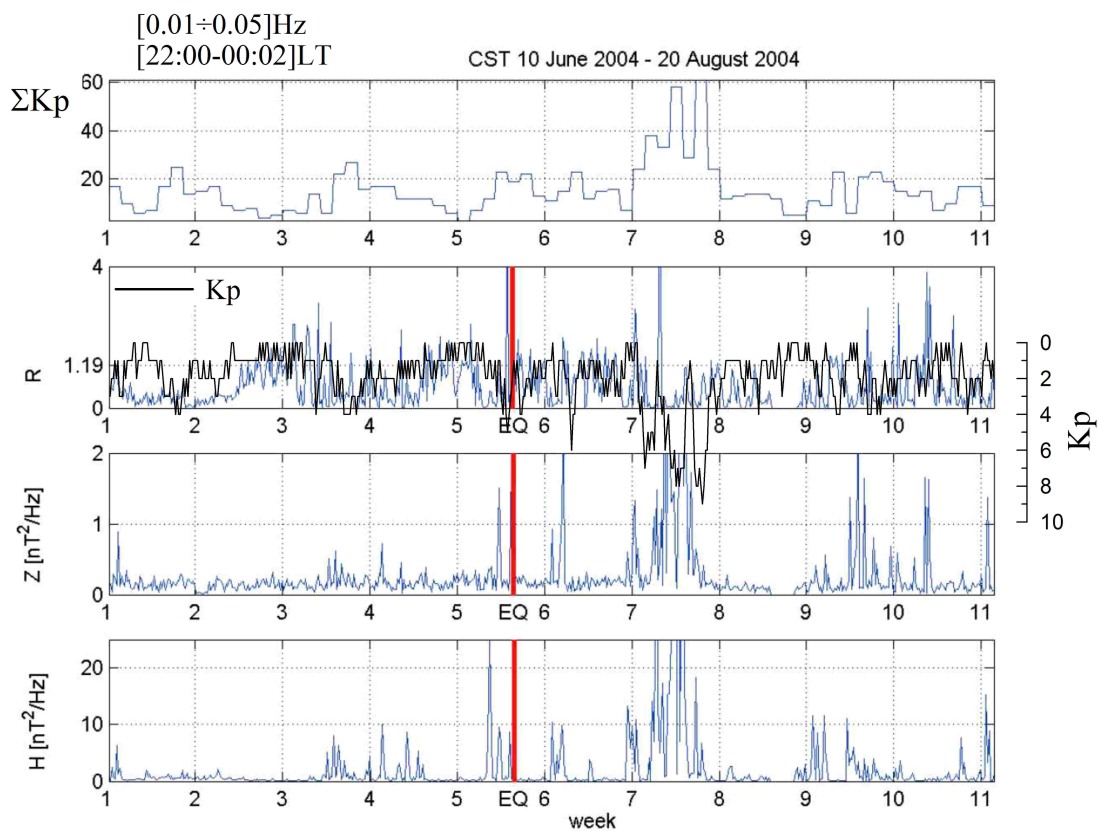 [0.01÷0.05]Hz
[22:00-00:02]LT
CST 10 June 2004 - 20 August 2004
ΣKp
60
40
20
1 2 3 4 5 6 7 8 9 10 11
R
4
1.19
0
Kp
1 2 3 4 5 EQ 6 7 8 9 10 11
0
2
4
6
8
10
Kp
Z [nT²/Hz]
2
1
0
1 2 3 4 5 EQ 6 7 8 9 10 11
H [nT²/Hz]
20
10
0
1 2 3 4 5 EQ 6 7 8 9 10 11
week